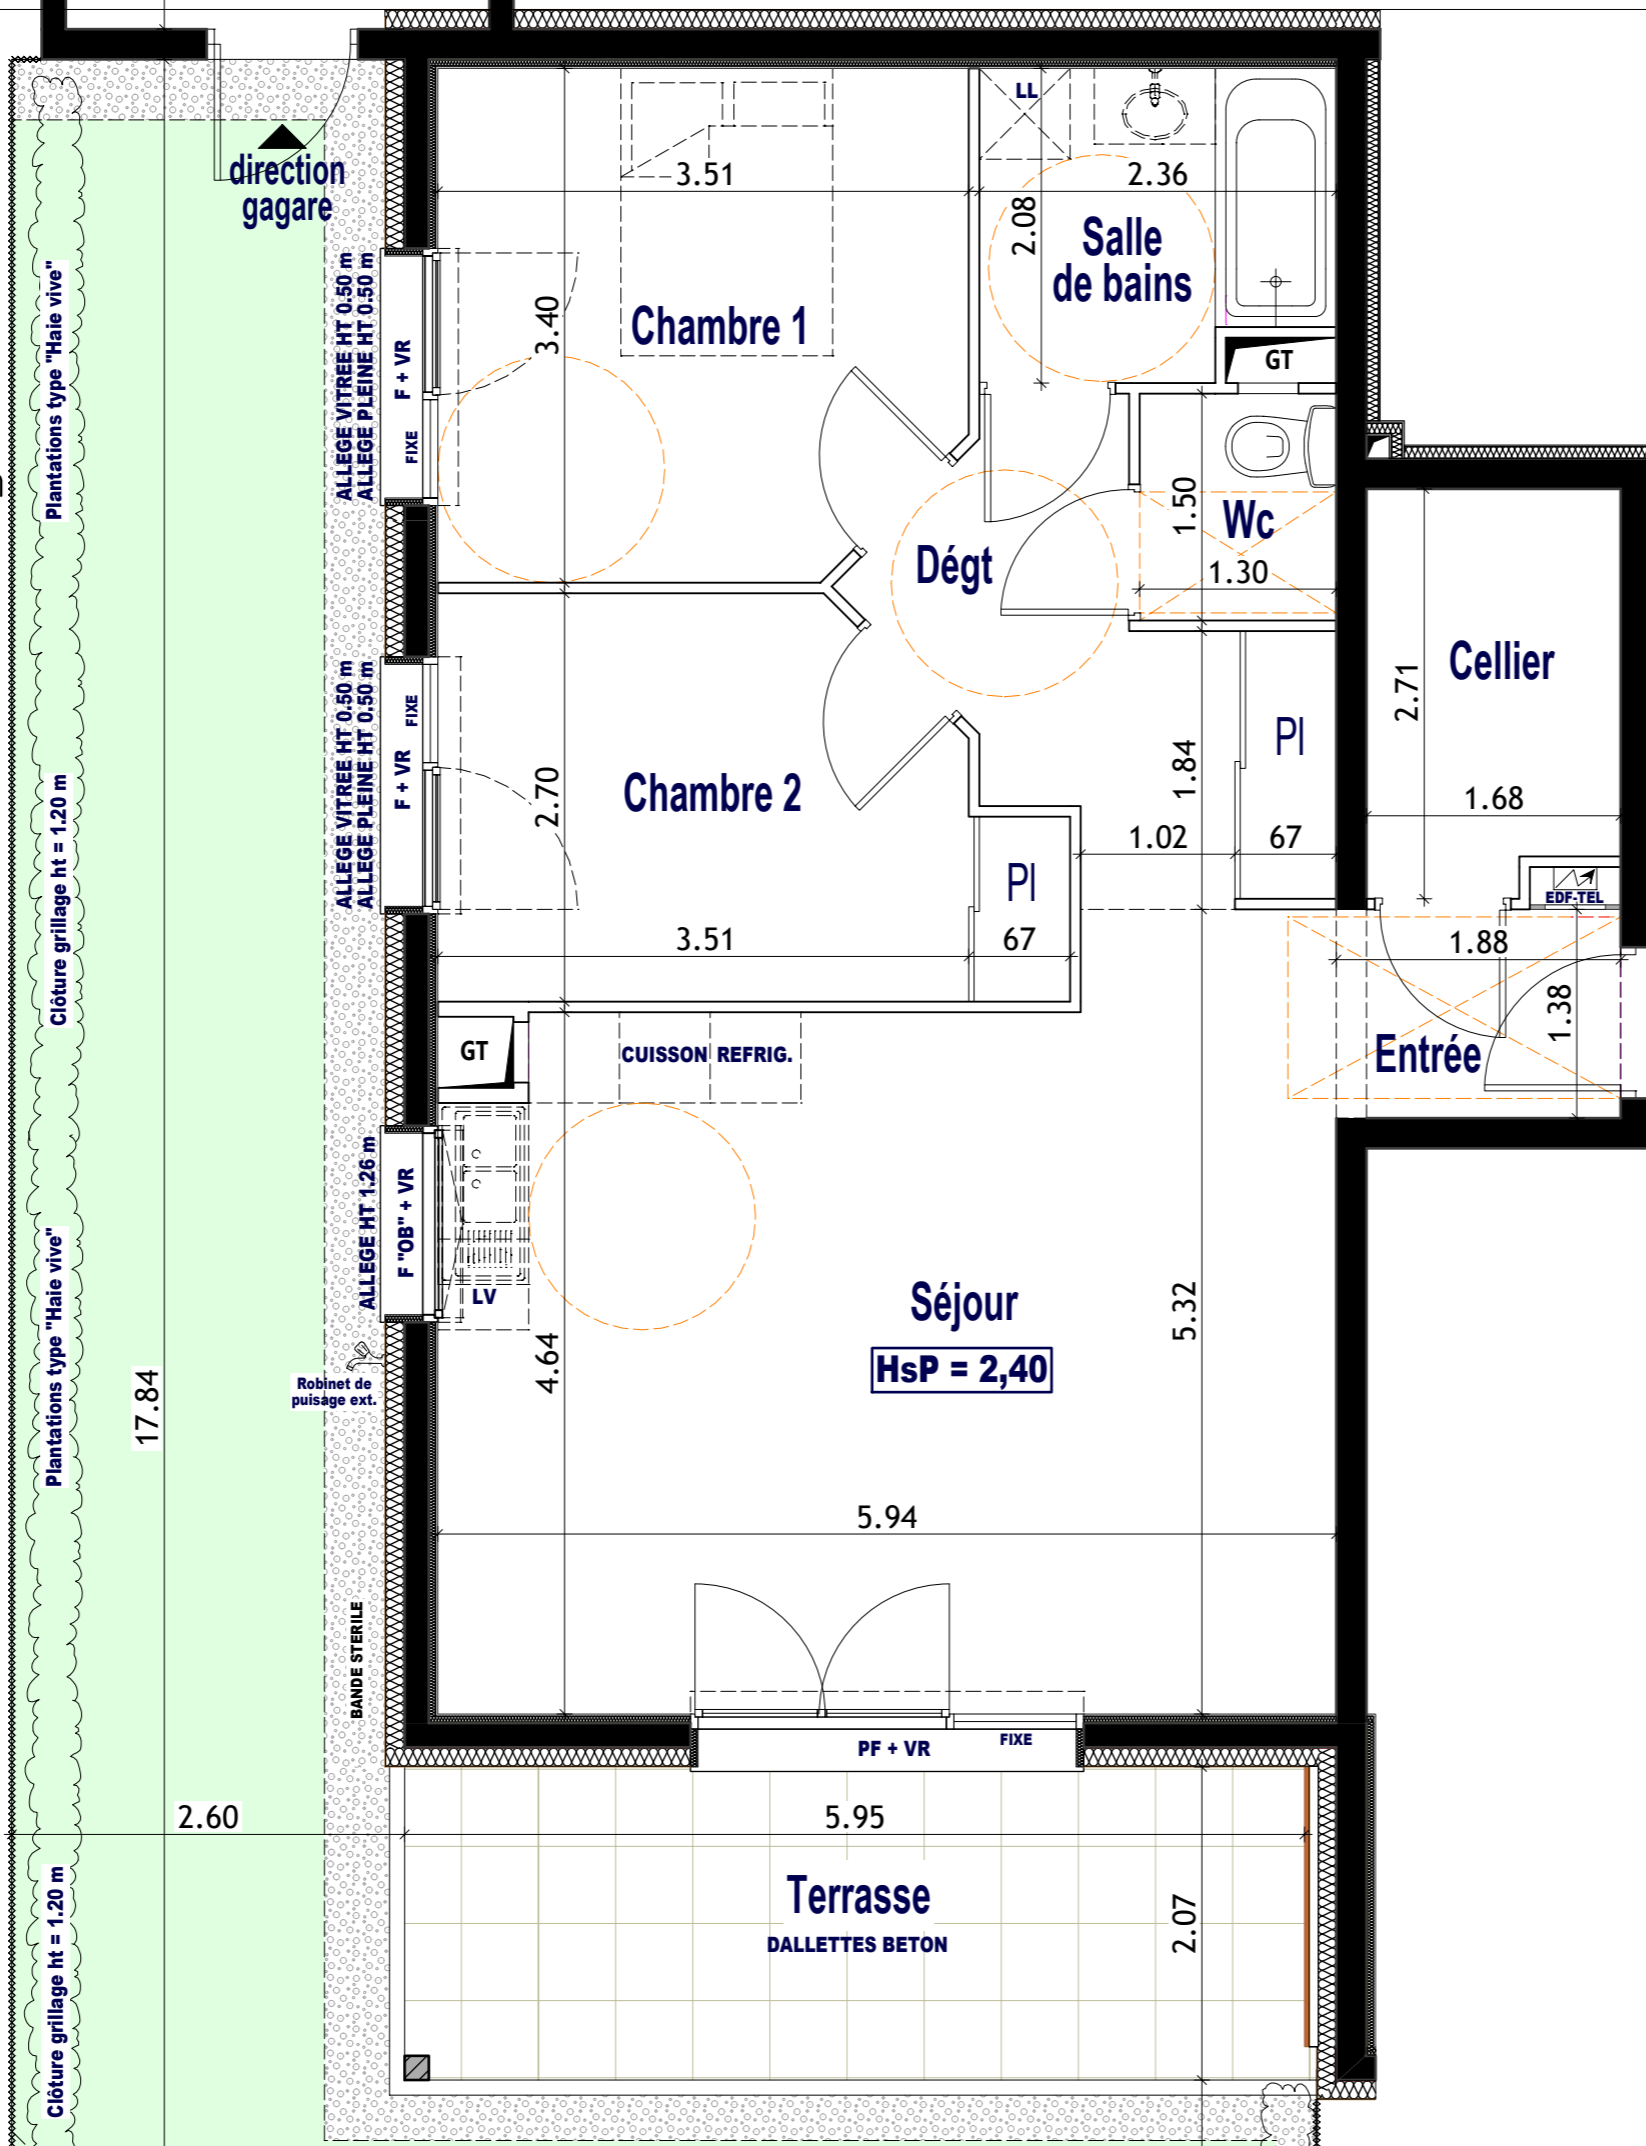 LL
direction
gagare
3.51
2.36
2.08
Salle
de bains
Plantations type "Haie vive"
ALLEGE VITREE HT 0.50 m
ALLEGE PLEINE HT 0.50 m
F + VR
FIXE
3.40
Chambre 1
GT
1.50
Wc
1.30
Dégt
Cellier
2.71
1.68
Clôture grillage ht = 1.20 m
ALLEGE VITREE HT 0.50 m
ALLEGE PLEINE HT 0.50 m
FIXE
F + VR
2.70
Chambre 2
1.84
Pl
1.02
67
Pl
EDF-TEL
3.51
67
1.88
1.38
Entrée
GT
CUISSON
REFRIG.
ALLEGE HT 1.26 m
F "OB" + VR
LV
Plantations type "Haie vive"
Séjour
HsP = 2,40
5.32
4.64
17.84
Robinet de
puisage ext.
5.94
BANDE STERILE
PF + VR
FIXE
2.60
5.95
Terrasse
DALLETTES BETON
2.07
Clôture grillage ht = 1.20 m